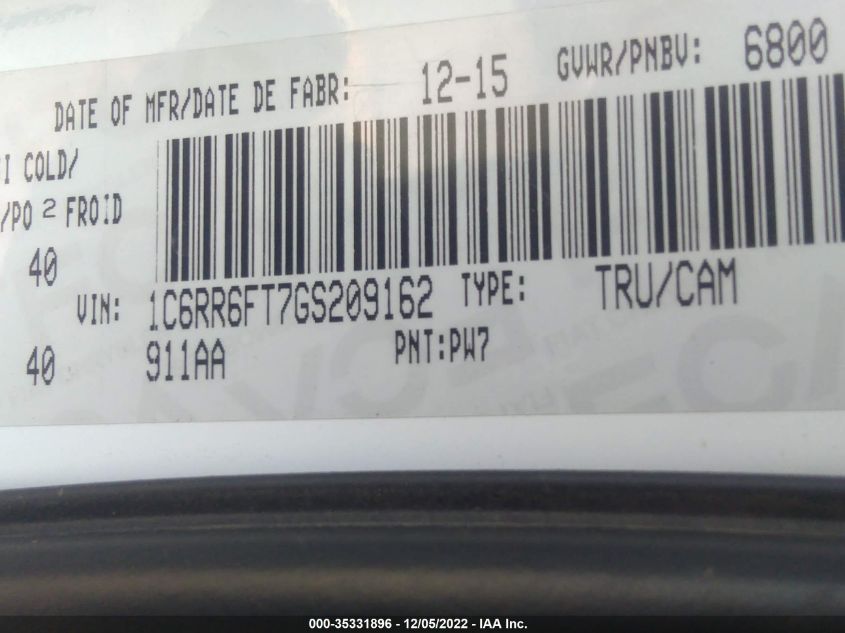 DATE OF MFR/DATE DE FABR: 12-15 GVWR/PNBV: 6800
I COLD/
/PO 2 FROID
40
VIN: 1C6RR6FT7GS209162 TYPE: TRU/CAM
40 911AA PNT:PW7
000-35331896 - 12/05/2022 - IAA Inc.